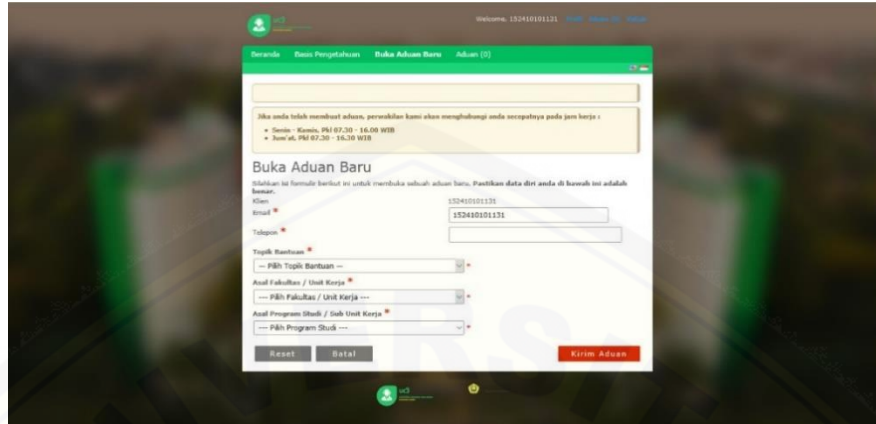 uc3
Welcome, 152410101131
Beranda Basis Pengetahuan Buka Aduan Baru Aduan (0)
Jika anda telah membuat aduan, perwakilan kami akan menghubungi anda secepatnya pada jam kerja :
Senin - Kamis, Pkl 07.30 - 16.00 WIB
Jum'at, Pkl 07.30 - 16.30 WIB
Buka Aduan Baru
Silahkan isi formulir berikut ini untuk membuka sebuah aduan baru. Pastikan data diri anda di bawah ini adalah
benar.
Klien 152410101131
Email * 152410101131
Telepon *
Topik Bantuan *
--- Pilih Topik Bantuan --- *
Asal Fakultas / Unit Kerja *
--- Pilih Fakultas / Unit Kerja --- *
Asal Program Studi / Sub Unit Kerja *
--- Pilih Program Studi --- *
Reset Batal Kirim Aduan
uc3